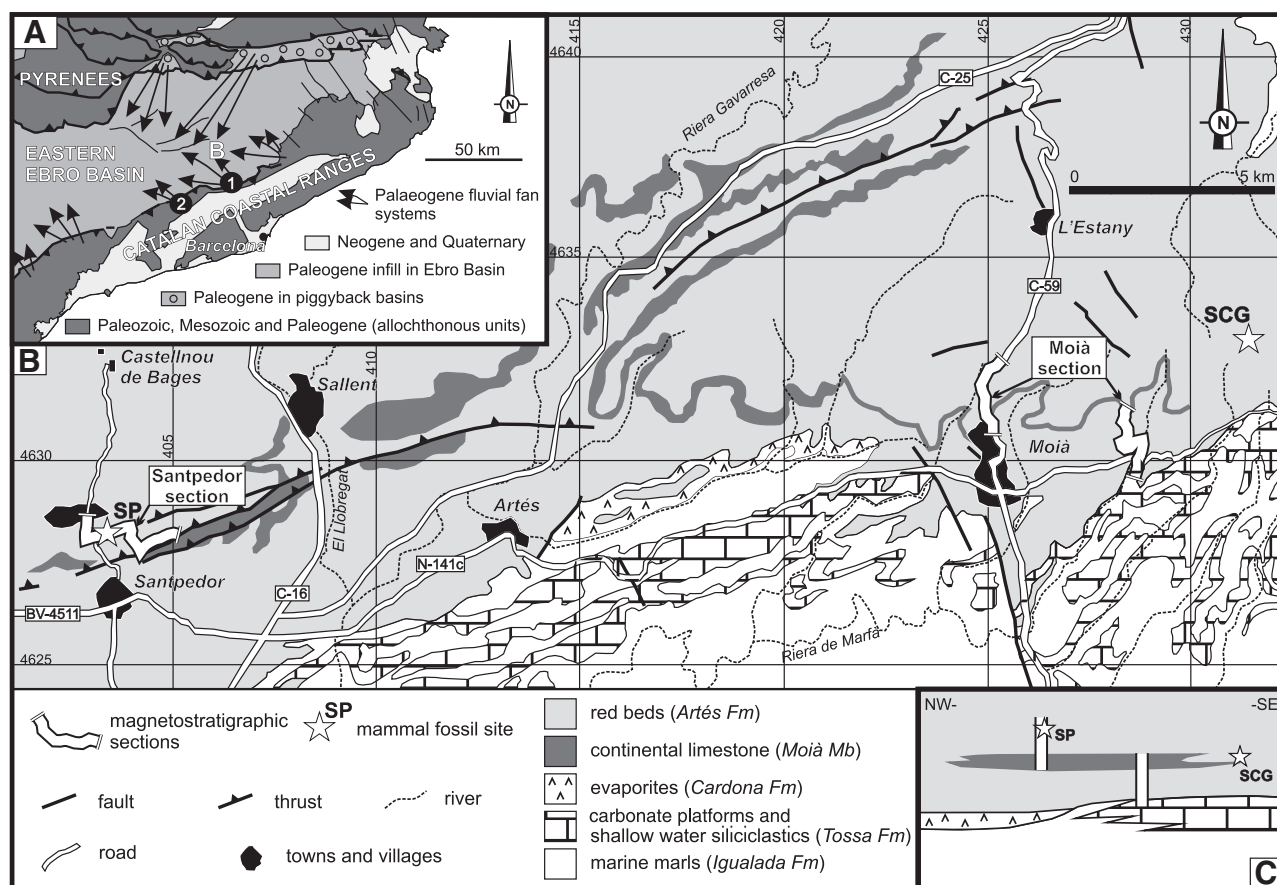 A
PYRENEES
EASTERN
EBRO BASIN
B
1
2
CATALAN COASTAL RANGES
Barcelona
N
50 km
Palaeogene fluvial fan
systems
Neogene and Quaternary
Paleogene infill in Ebro Basin
Paleogene in piggyback basins
Paleozoic, Mesozoic and Paleogene (allochthonous units)
B
415
420
425
430
4640
4635
410
405
4630
4625
Riera Gavarresa
C-25
N
0 5 km
L'Estany
C-59
SCG
Moià
section
Moià
Castellnou
de Bages
Sallent
Santpedor
section
SP
El Llobregat
Artés
N-141c
Santpedor
C-16
BV-4511
Riera de Marfà
magnetostratigraphic
sections
SP
mammal fossil site
fault
thrust
river
road
towns and villages
red beds (Artés Fm)
continental limestone (Moià Mb)
evaporites (Cardona Fm)
carbonate platforms and
shallow water siliciclastics (Tossa Fm)
marine marls (Igualada Fm)
NW-
-SE
SP
SCG
C